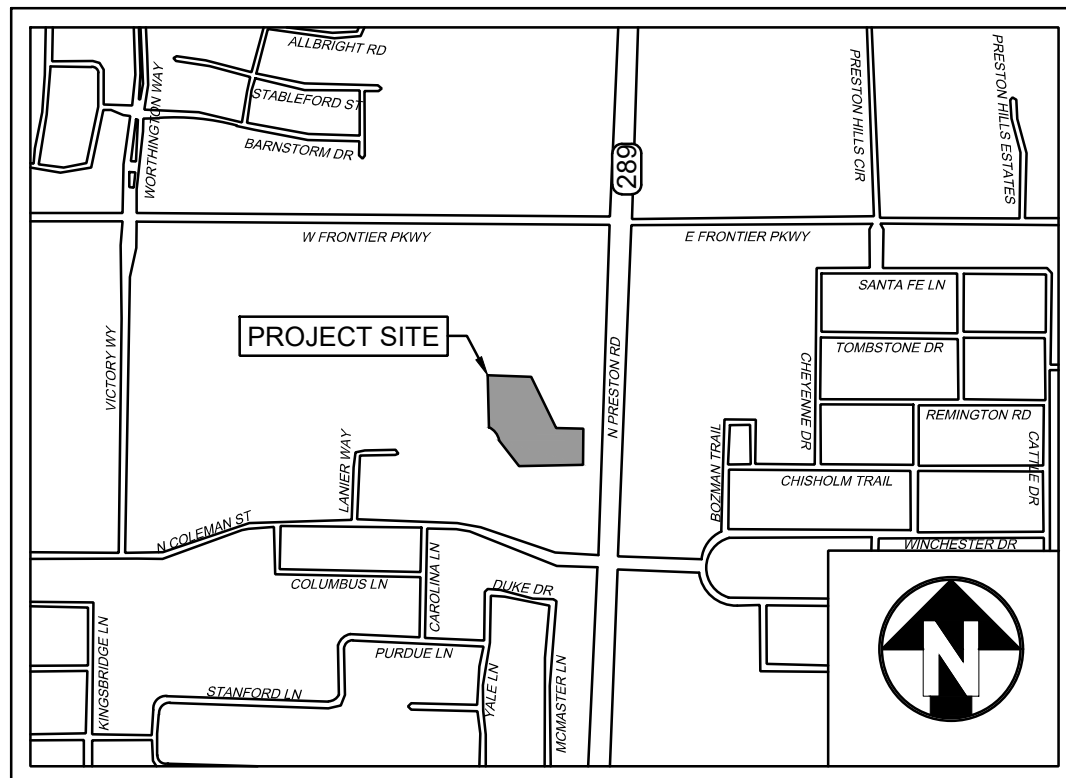 ALLBRIGHT RD
STABLEFORD ST
BARNSTORM DR
WORTHINGTON WAY
289
PRESTON HILLS CIR
PRESTON HILLS ESTATES
W FRONTIER PKWY
E FRONTIER PKWY
SANTA FE LN
TOMBSTONE DR
PROJECT SITE
VICTORY WY
N PRESTON RD
CHEYENNE DR
REMINGTON RD
CATTLE DR
LANIER WAY
BOZMAN TRAIL
CHISHOLM TRAIL
N COLEMAN ST
WINCHESTER DR
COLUMBUS LN
CAROLINA LN
DUKE DR
KINGSBRIDGE LN
PURDUE LN
STANFORD LN
YALE LN
MCMASTER LN
N